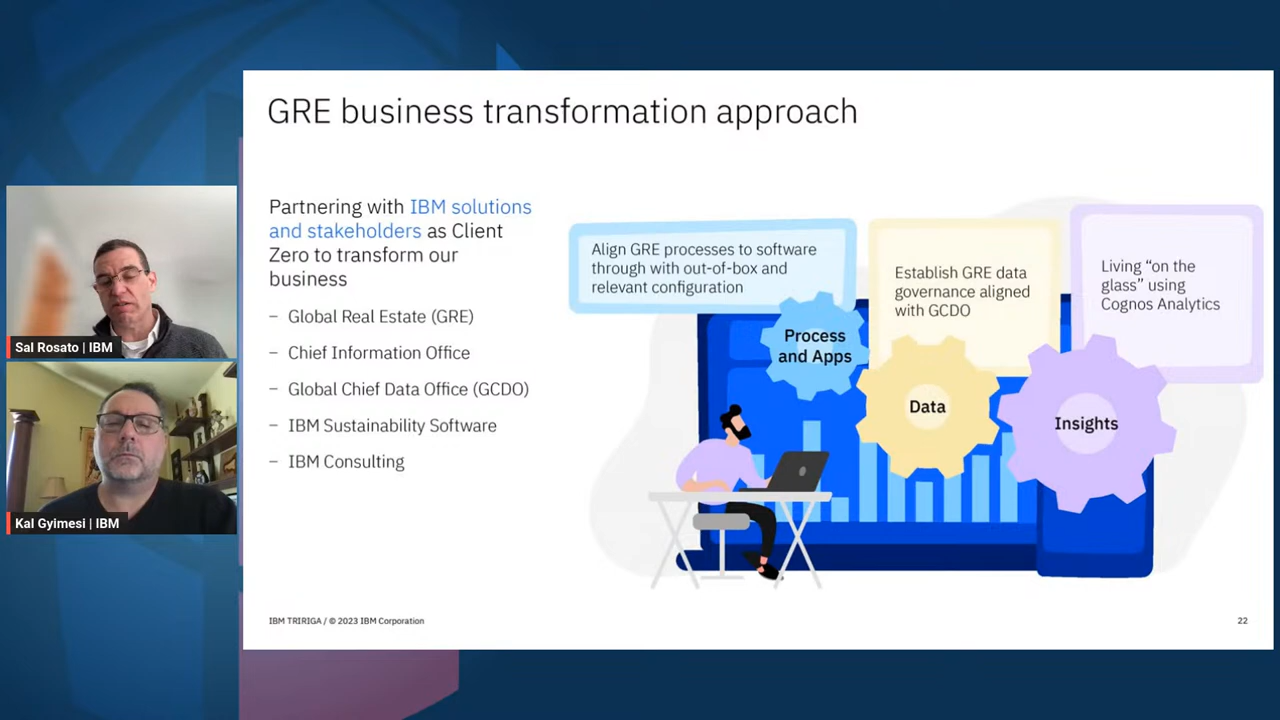 GRE business transformation approach
Partnering with IBM solutions
and stakeholders as Client
Zero to transform our
business
– Global Real Estate (GRE)
– Chief Information Office
– Global Chief Data Office (GCDO)
– IBM Sustainability Software
– IBM Consulting
Align GRE processes to software
through with out-of-box and
relevant configuration
Process
and Apps
Establish GRE data
governance aligned
with GCDO
Data
Living “on the
glass” using
Cognos Analytics
Insights
Sal Rosato | IBM
Kal Gyimesi | IBM
IBM TRIRIGA / © 2023 IBM Corporation
22